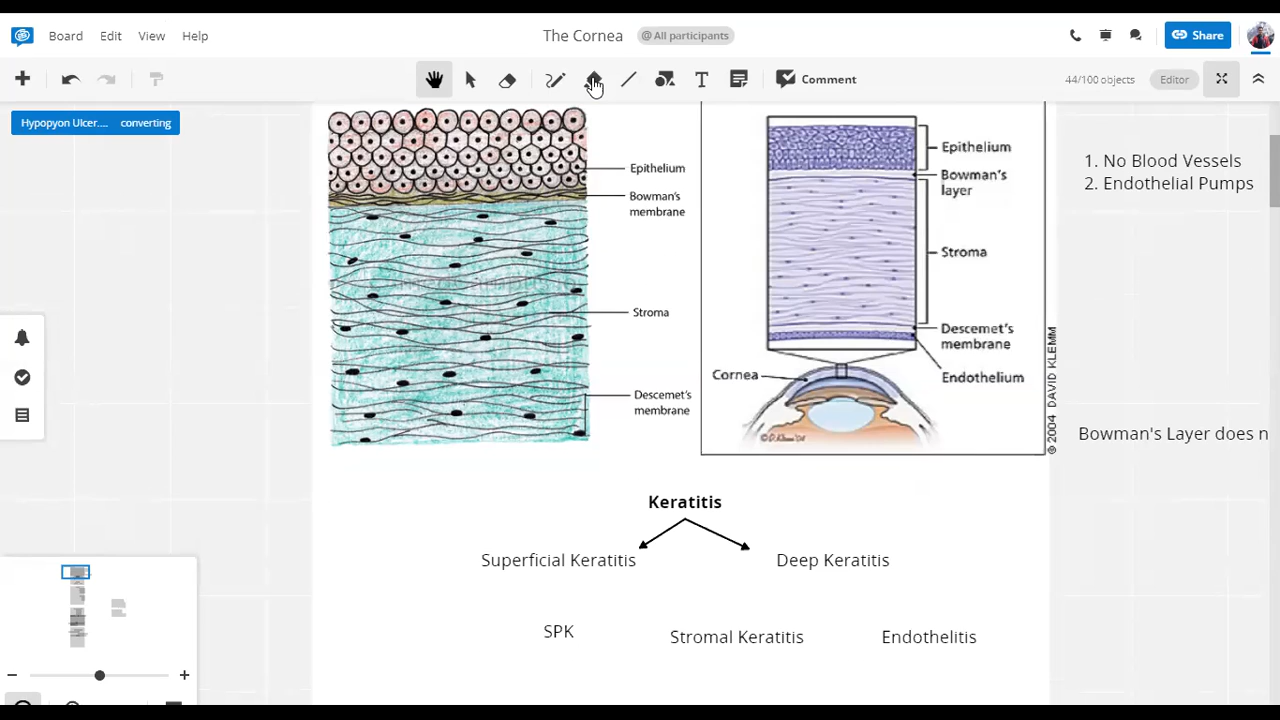 Board Edit View Help
The Cornea
@ All participants
Share
Comment
44/100 objects
Editor
Hypopyon Ulcer.... converting
Epithelium
Bowman's
membrane
Stroma
Descemet's
membrane
Epithelium
Bowman's
layer
Stroma
Descemet's
membrane
Endothelium
Cornea
© 2004 DAVID KLEMM
1. No Blood Vessels
2. Endothelial Pumps
Bowman's Layer does n
Keratitis
Superficial Keratitis
Deep Keratitis
SPK
Stromal Keratitis
Endothelitis